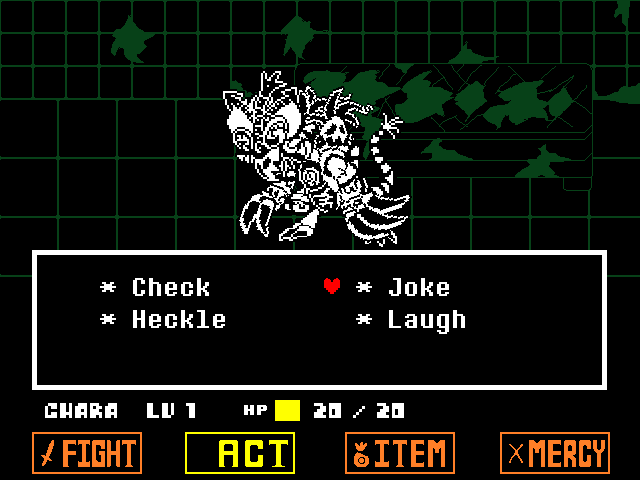 * Check * Joke
* Heckle * Laugh
CHARA LV 1 HP 20 / 20
FIGHT ACT ITEM MERCY